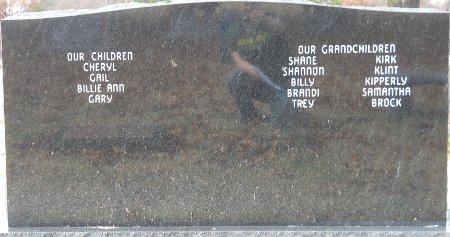 OUR CHILDREN
CHERYL
GAIL
BILLIE ANN
GARY
OUR GRANDCHILDREN
SHANE KIRK
SHANNON KLINT
BILLY KIPPERLY
BRANDI SAMANTHA
TREY BROCK